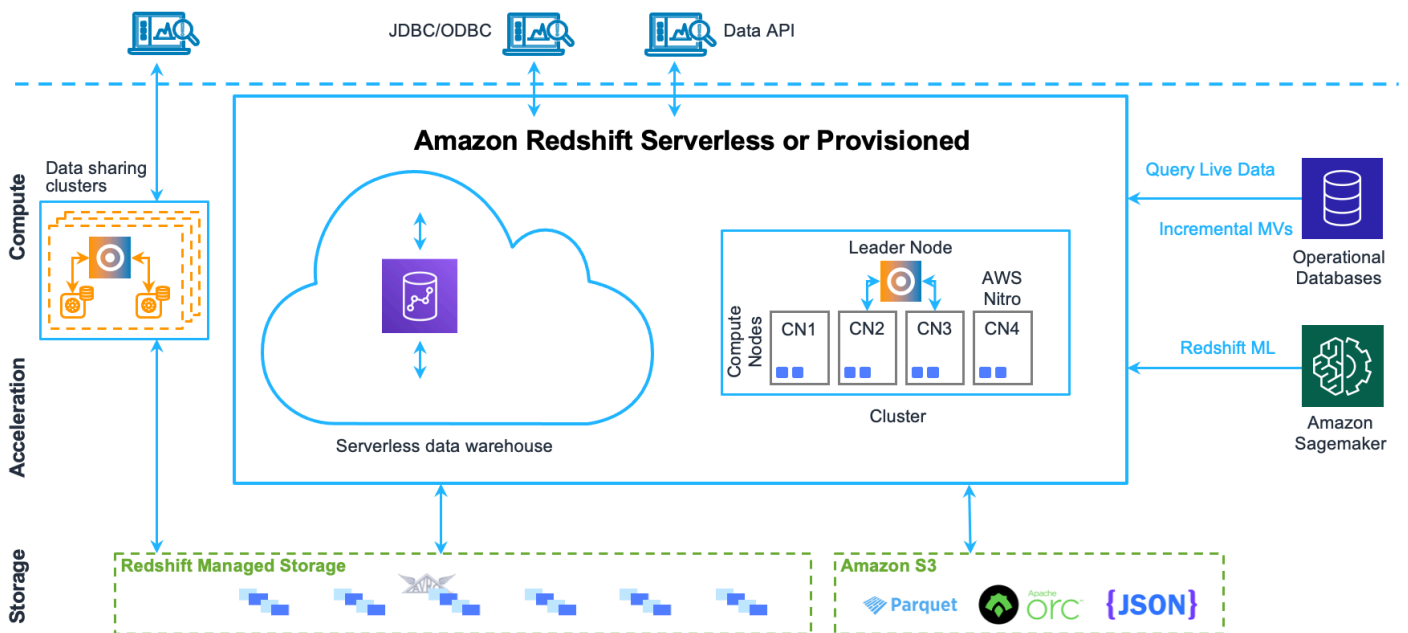 JDBC/ODBC
Data API
Amazon Redshift Serverless or Provisioned
Data sharing
clusters
Compute
Query Live Data
Incremental MVs
Operational
Databases
Leader Node
AWS
Nitro
Compute
Nodes
CN1
CN2
CN3
CN4
Cluster
Redshift ML
Amazon
Sagemaker
Acceleration
Serverless data warehouse
Storage
Redshift Managed Storage
AVRO
Amazon S3
Parquet
Apache
orc™
{JSON}